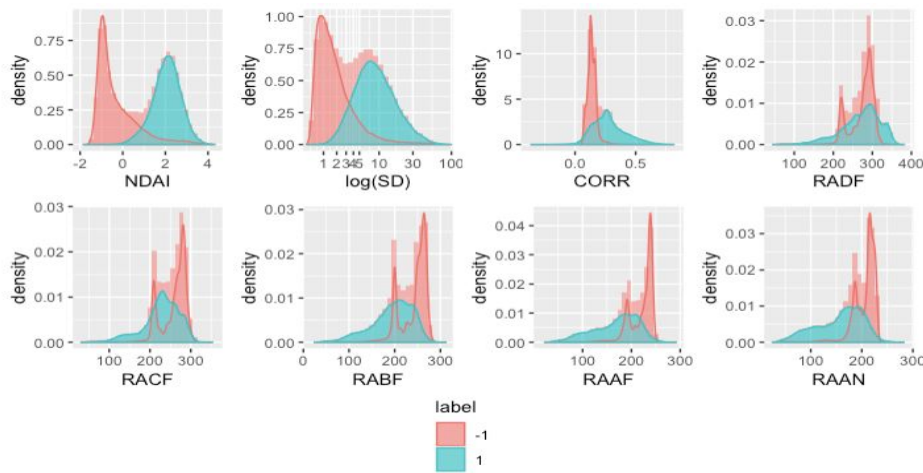 density
0.75
0.50
0.25
0.00
-2 0 2 4
NDAI
density
1.00
0.75
0.50
0.25
0.00
1 2 3 4 5 10 30 100
log(SD)
density
10
5
0
0.0 0.5
CORR
density
0.03
0.02
0.01
0.00
100 200 300 400
RADF
density
0.03
0.02
0.01
0.00
100 200 300
RACF
density
0.03
0.02
0.01
0.00
0 100 200 300
RABF
density
0.04
0.03
0.02
0.01
0.00
100 200 300
RAAF
density
0.03
0.02
0.01
0.00
100 200 300
RAAN
label
-1
1